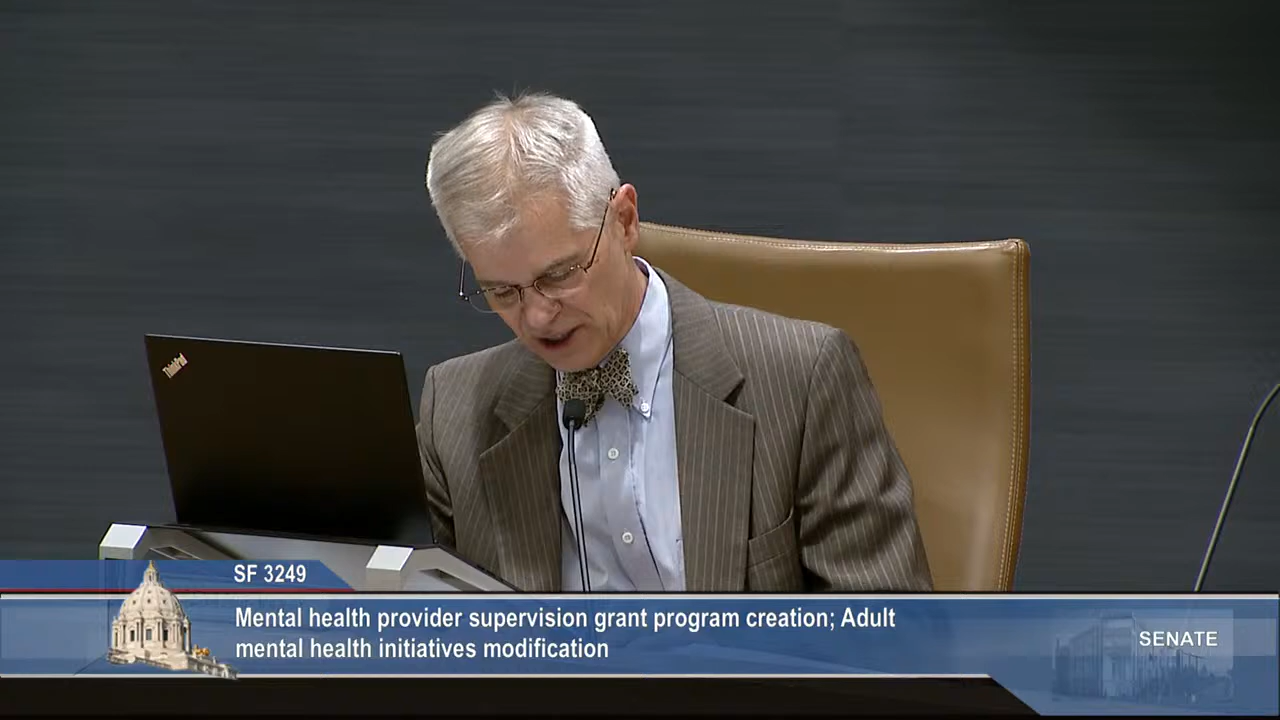 ThinkPad
SF 3249
Mental health provider supervision grant program creation; Adult
mental health initiatives modification
SENATE